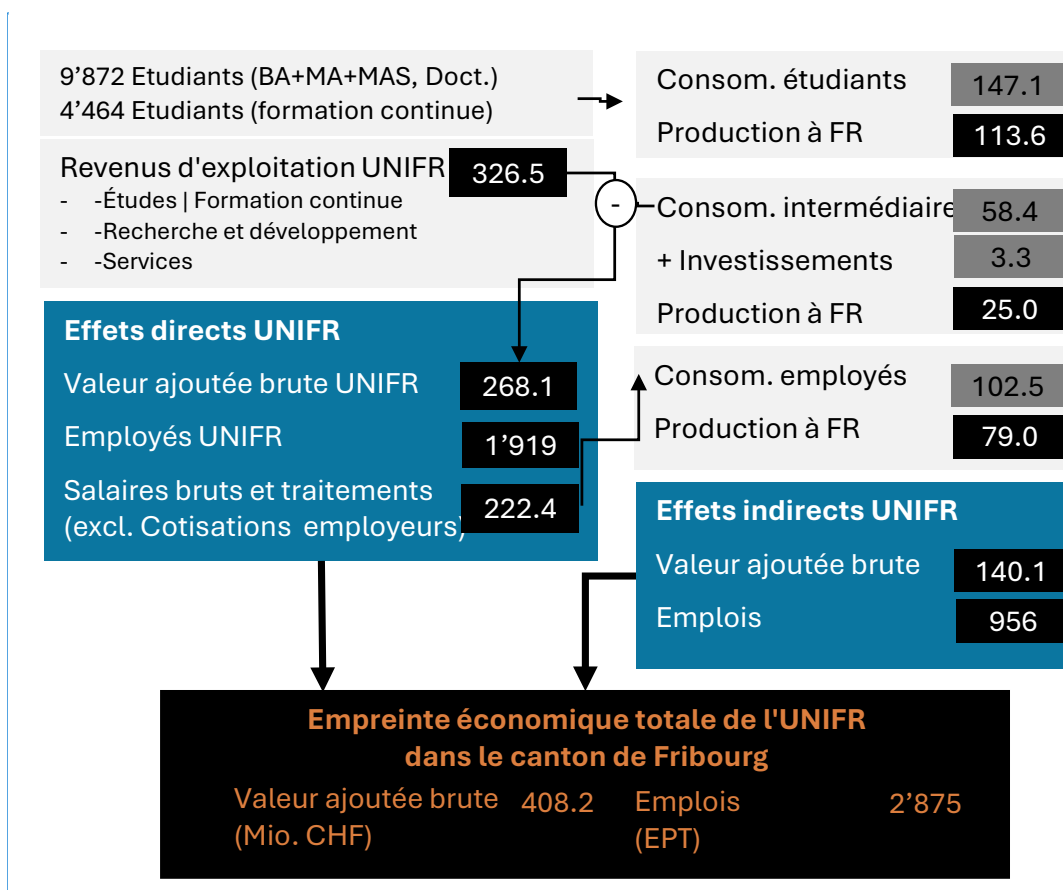 9’872 Etudiants (BA+MA+MAS, Doct.)
4’464 Etudiants (formation continue)
Consom. étudiants 147.1
Production à FR 113.6
Revenus d'exploitation UNIFR 326.5
- -Études | Formation continue
- -Recherche et développement
- -Services
-
Consom. intermédiaire 58.4
+ Investissements 3.3
Production à FR 25.0
Effets directs UNIFR
Valeur ajoutée brute UNIFR 268.1
Employés UNIFR 1’919
Salaires bruts et traitements
(excl. Cotisations employeurs) 222.4
Consom. employés 102.5
Production à FR 79.0
Effets indirects UNIFR
Valeur ajoutée brute 140.1
Emplois 956
Empreinte économique totale de l'UNIFR
dans le canton de Fribourg
Valeur ajoutée brute 408.2 Emplois 2’875
(Mio. CHF) (EPT)